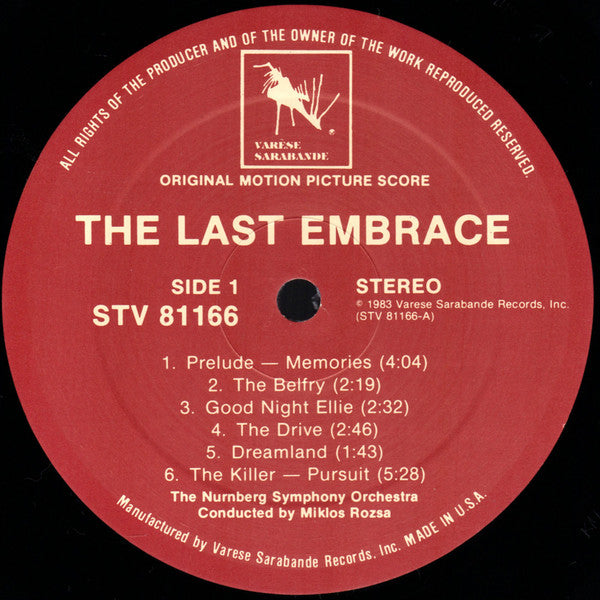 ALL RIGHTS OF THE PRODUCER AND OF THE OWNER OF THE WORK REPRODUCED RESERVED.
VARÈSE
SARABANDE
®
ORIGINAL MOTION PICTURE SCORE
THE LAST EMBRACE
SIDE 1
STV 81166
STEREO
℗ 1983 Varese Sarabande Records, Inc.
(STV 81166-A)
1. Prelude — Memories (4:04)
2. The Belfry (2:19)
3. Good Night Ellie (2:32)
4. The Drive (2:46)
5. Dreamland (1:43)
6. The Killer — Pursuit (5:28)
The Nurnberg Symphony Orchestra
Conducted by Miklos Rozsa
Manufactured by Varese Sarabande Records, Inc. MADE IN U.S.A.